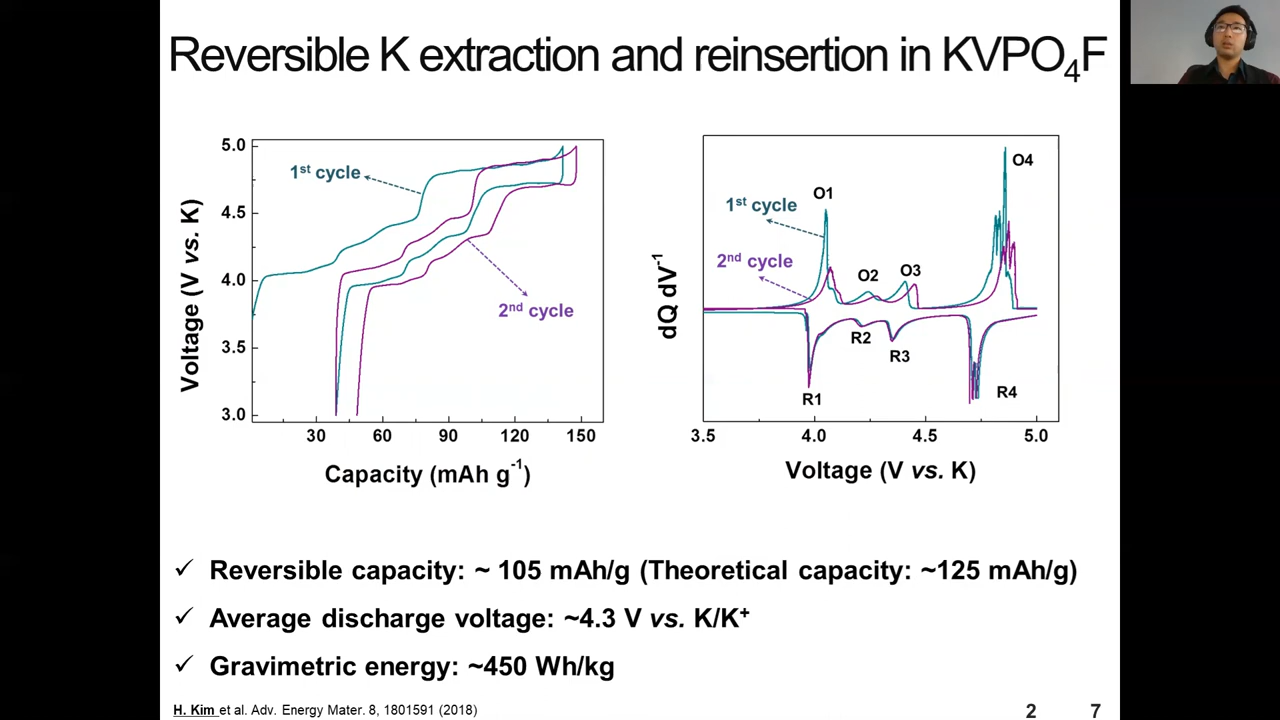 Reversible K extraction and reinsertion in KVPO₄F
5.0
4.5
4.0
3.5
3.0
Voltage (V vs. K)
1st cycle
2nd cycle
30 60 90 120 150
Capacity (mAh g⁻¹)
dQ dV⁻¹
O1
O2
O3
O4
1st cycle
2nd cycle
R1
R2
R3
R4
3.5 4.0 4.5 5.0
Voltage (V vs. K)
✓ Reversible capacity: ~ 105 mAh/g (Theoretical capacity: ~125 mAh/g)
✓ Average discharge voltage: ~4.3 V vs. K/K⁺
✓ Gravimetric energy: ~450 Wh/kg
H. Kim et al. Adv. Energy Mater. 8, 1801591 (2018)
2 7